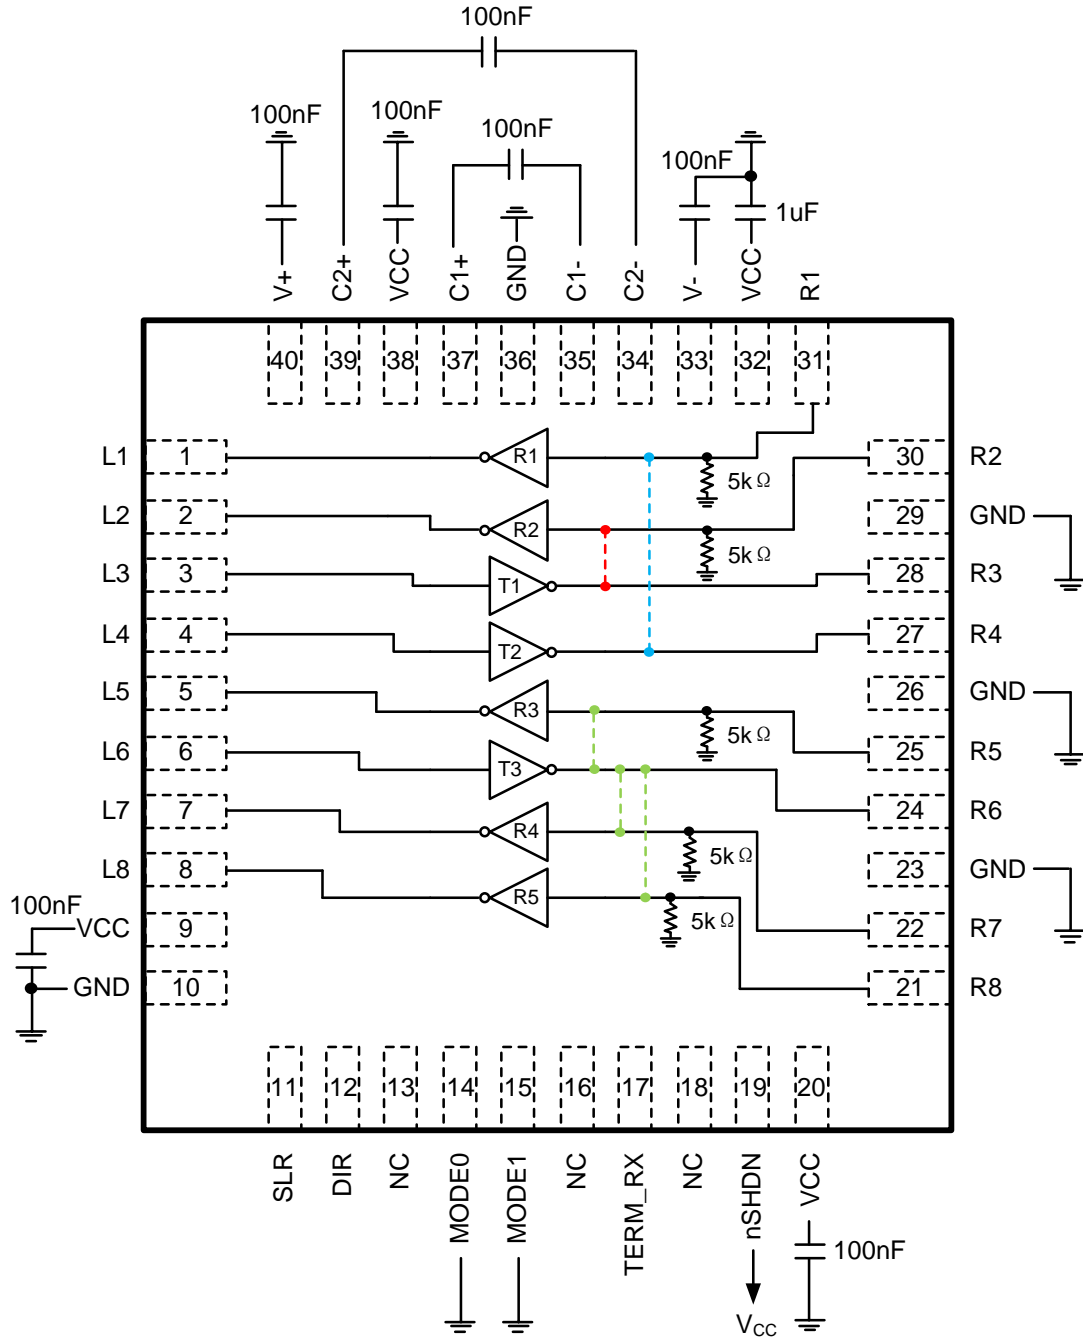 100nF
100nF
100nF
100nF
100nF
1uF
V+
C2+
VCC
C1+
GND
C1-
C2-
V-
VCC
R1
40
39
38
37
36
35
34
33
32
31
L1
1
R1
5kΩ
30
R2
L2
2
R2
5kΩ
29
GND
L3
3
T1
28
R3
L4
4
T2
27
R4
L5
5
R3
5kΩ
26
GND
L6
6
T3
25
R5
L7
7
R4
5kΩ
24
R6
L8
8
R5
5kΩ
23
GND
100nF
VCC
9
22
R7
GND
10
21
R8
11
12
13
14
15
16
17
18
19
20
SLR
DIR
NC
MODE0
MODE1
NC
TERM_RX
NC
nSHDN
VCC
100nF
VCC